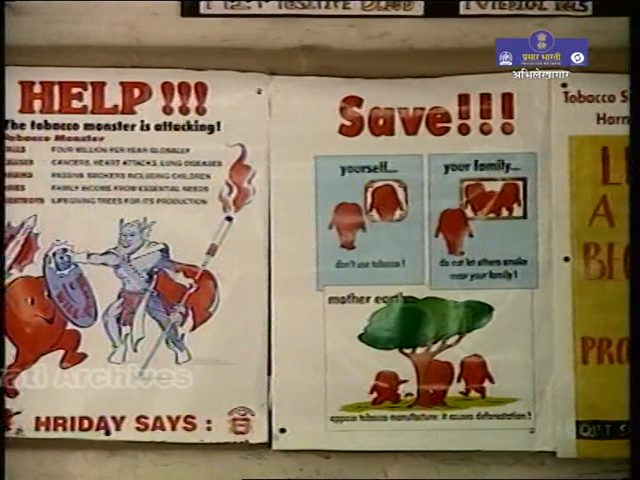 प्रसार भारती
अभिलेखागार
HELP !!!
The tobacco monster is attacking!
Tobacco Monster
FOUR MILLION PER YEAR GLOBALLY
CANCERS, HEART ATTACKS, LUNG DISEASES
PASSIVE SMOKERS INCLUDING CHILDREN
FAMILY INCOME FROM ESSENTIAL NEEDS
LIFEGIVING TREES FOR ITS PRODUCTION
HRIDAY SAYS :
Save!!!
yourself...
don't use tobacco !
your family...
do not let others smoke
near your family !
mother earth
oppose tobacco manufacture. it causes deforestation !
Tobacco S
Harm
A
PRO
Archives